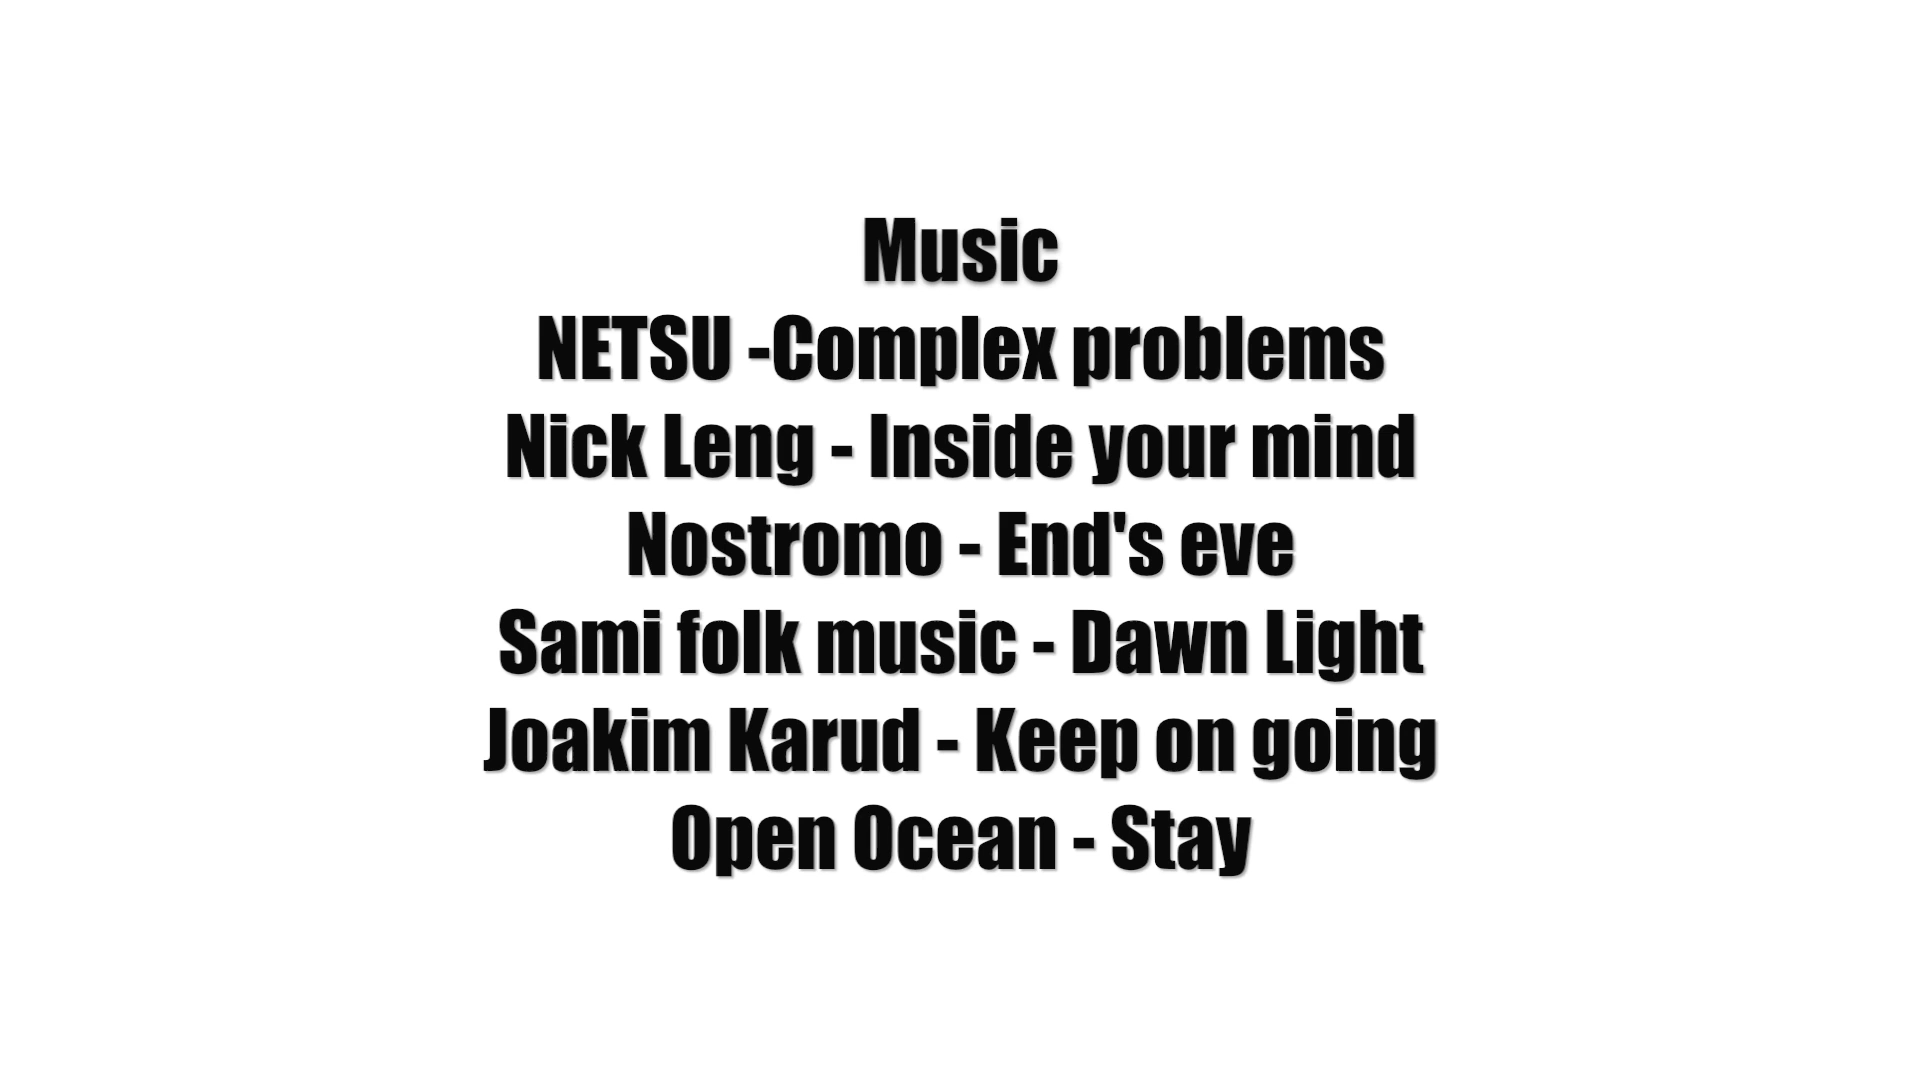 Music
NETSU -Complex problems
Nick Leng - Inside your mind
Nostromo - End's eve
Sami folk music - Dawn Light
Joakim Karud - Keep on going
Open Ocean - Stay